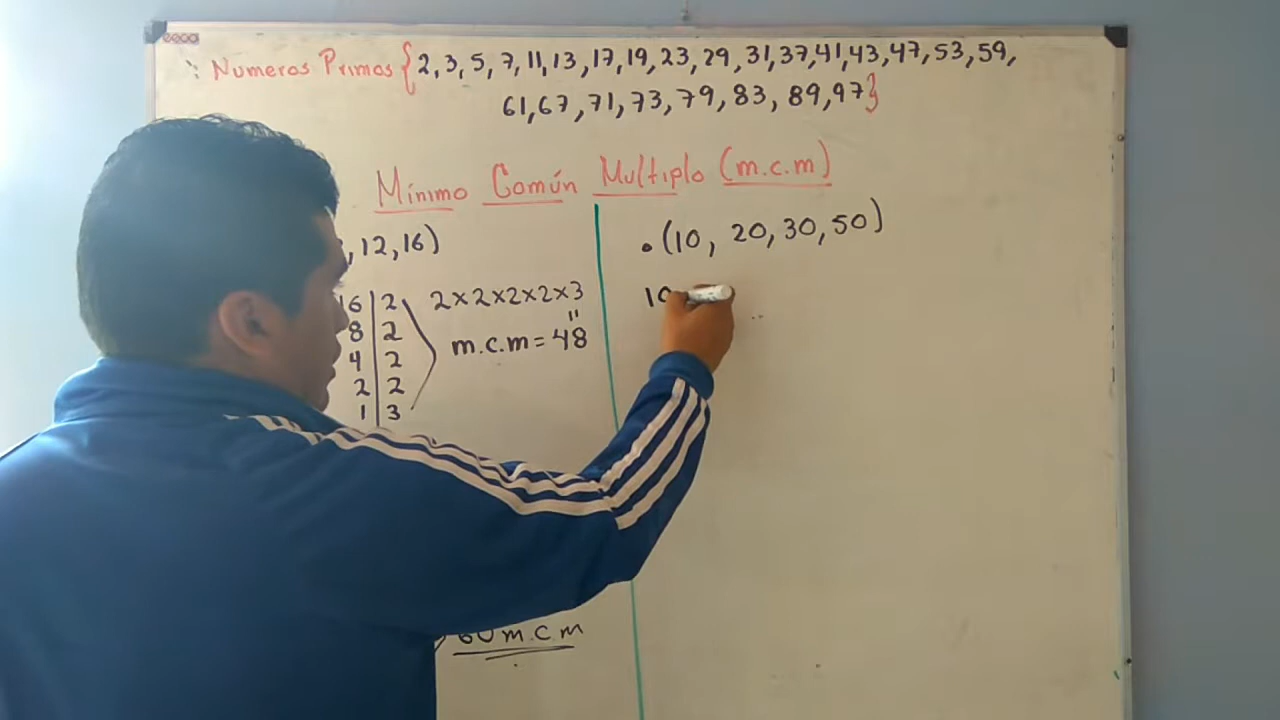 : Numeros Primos {2, 3, 5, 7, 11, 13, 17, 19, 23, 29, 31, 37, 41, 43, 47, 53, 59,
61, 67, 71, 73, 79, 83, 89, 97}
Mínimo Común Multiplo (m.c.m)
, 12, 16)
16 | 2
8 | 2
4 | 2
2 | 2
1 | 3
2×2×2×2×3
"
m.c.m = 48
60 m.c.m
• (10, 20, 30, 50)
10